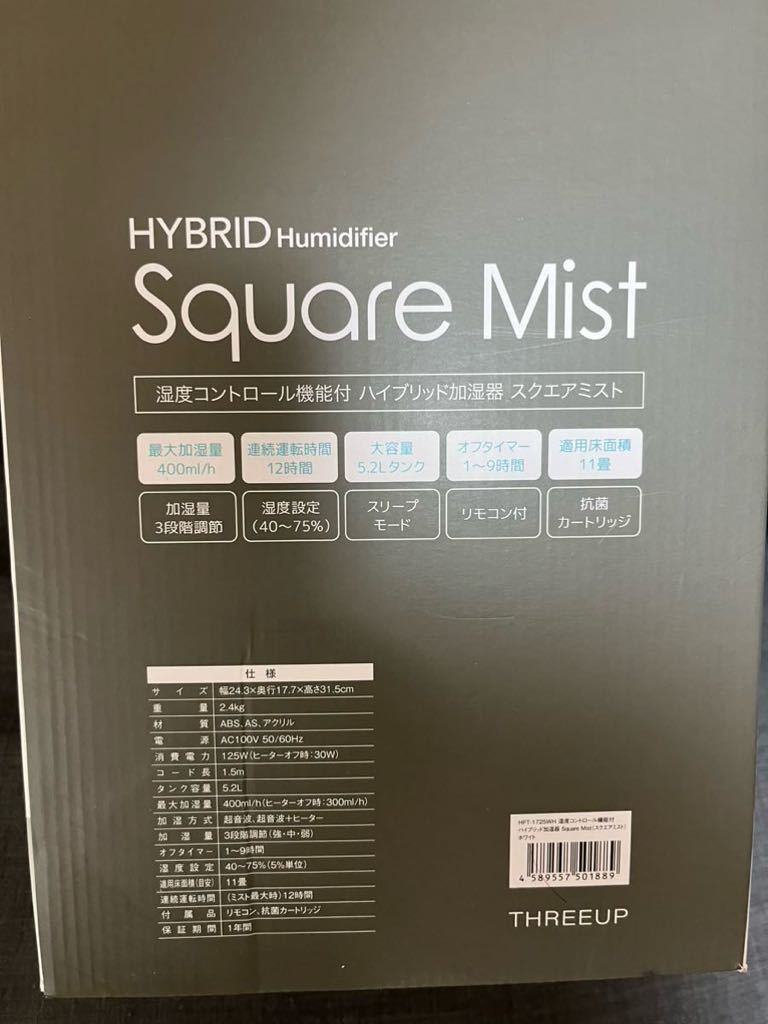 HYBRID Humidifier
Square Mist
湿度コントロール機能付 ハイブリッド加湿器 スクエアミスト
最大加湿量
400ml/h
連続運転時間
12時間
大容量
5.2Lタンク
オフタイマー
1〜9時間
適用床面積
11畳
加湿量
3段階調節
湿度設定
(40〜75%)
スリープ
モード
リモコン付
抗菌
カートリッジ
仕様
サイズ 幅24.3×奥行17.7×高さ31.5cm
重量 2.4kg
材質 ABS、AS、アクリル
電源 AC100V 50/60Hz
消費電力 125W(ヒーターオフ時:30W)
コード長 1.5m
タンク容量 5.2L
最大加湿量 400ml/h(ヒーターオフ時:300ml/h)
加湿方式 超音波、超音波+ヒーター
加湿量 3段階調節(強・中・弱)
オフタイマー 1〜9時間
湿度設定 40〜75%(5%単位)
適用床面積(目安) 11畳
連続運転時間 (ミスト最大時)12時間
付属品 リモコン、抗菌カートリッジ
保証期間 1年間
HFT-1725WH 湿度コントロール機能付
ハイブリッド加湿器 Square Mist(スクエアミスト)
ホワイト
4 589557 501889
THREEUP